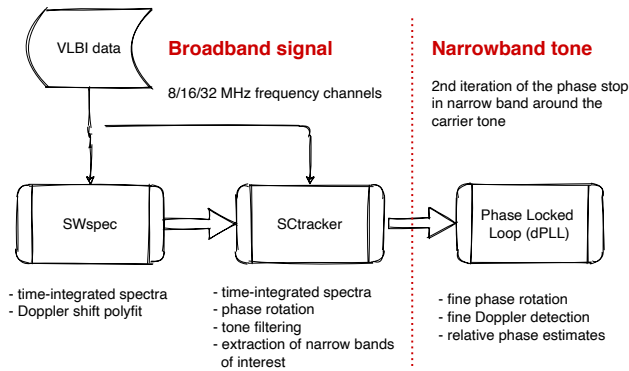 VLBI data
Broadband signal
8/16/32 MHz frequency channels
Narrowband tone
2nd iteration of the phase stop
in narrow band around the
carrier tone
SWspec
SCtracker
Phase Locked
Loop (dPLL)
- time-integrated spectra
- Doppler shift polyfit
- time-integrated spectra
- phase rotation
- tone filtering
- extraction of narrow bands
of interest
- fine phase rotation
- fine Doppler detection
- relative phase estimates